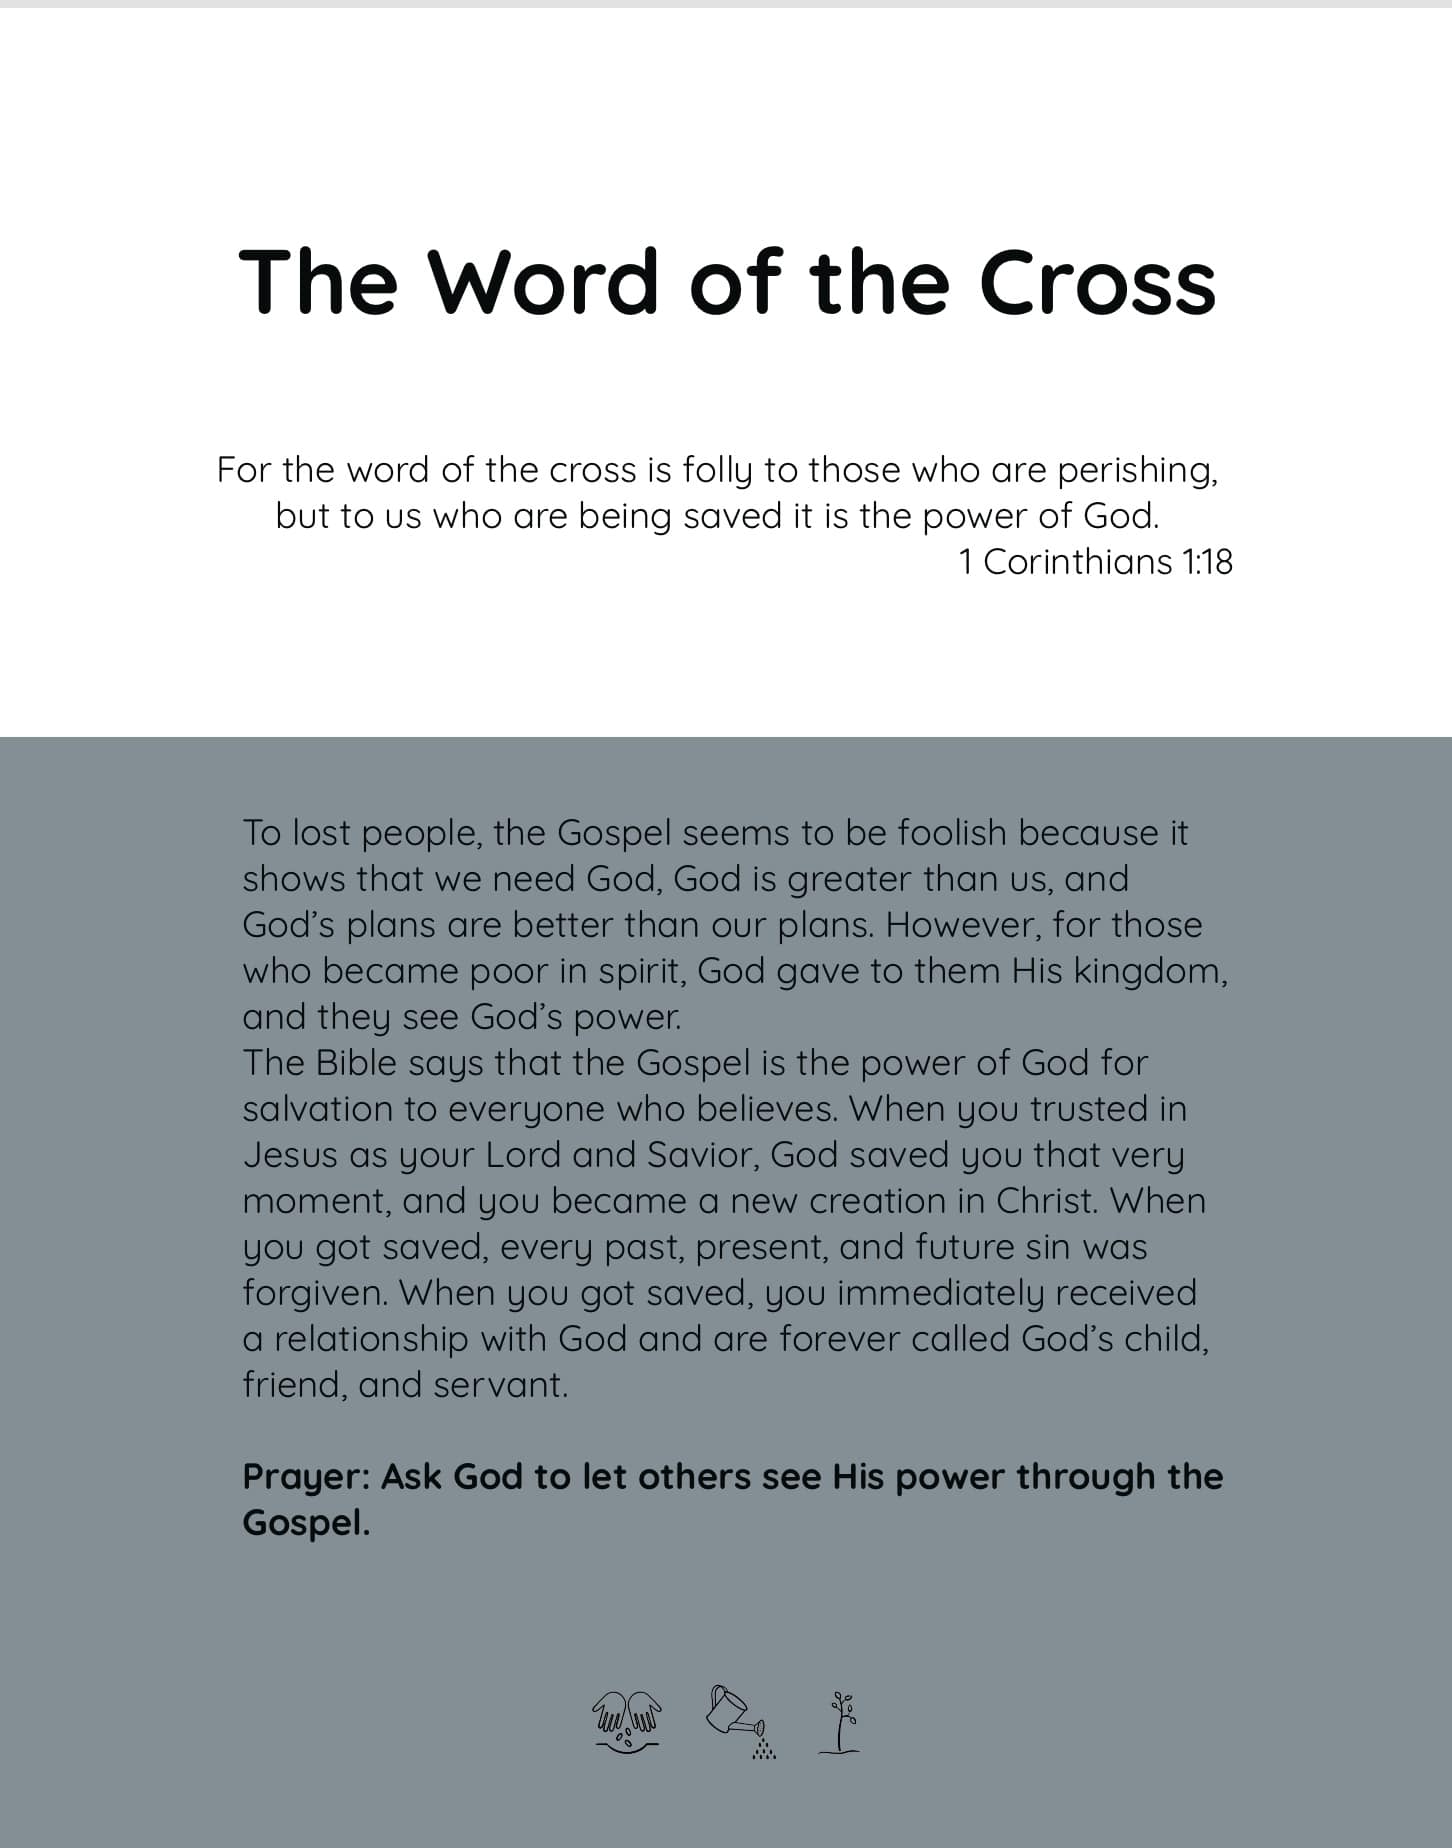 The Word of the Cross
For the word of the cross is folly to those who are perishing,
but to us who are being saved it is the power of God.
1 Corinthians 1:18
To lost people, the Gospel seems to be foolish because it
shows that we need God, God is greater than us, and
God’s plans are better than our plans. However, for those
who became poor in spirit, God gave to them His kingdom,
and they see God’s power.
The Bible says that the Gospel is the power of God for
salvation to everyone who believes. When you trusted in
Jesus as your Lord and Savior, God saved you that very
moment, and you became a new creation in Christ. When
you got saved, every past, present, and future sin was
forgiven. When you got saved, you immediately received
a relationship with God and are forever called God’s child,
friend, and servant.
Prayer: Ask God to let others see His power through the
Gospel.